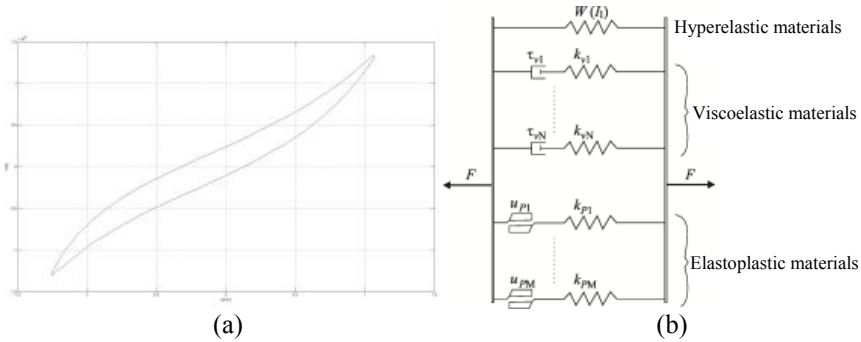 W(I₁)
Hyperelastic materials
τv1
kv1
Viscoelastic materials
τvN
kvN
F
F
uP1
kP1
Elastoplastic materials
uPM
kPM
(a)
(b)